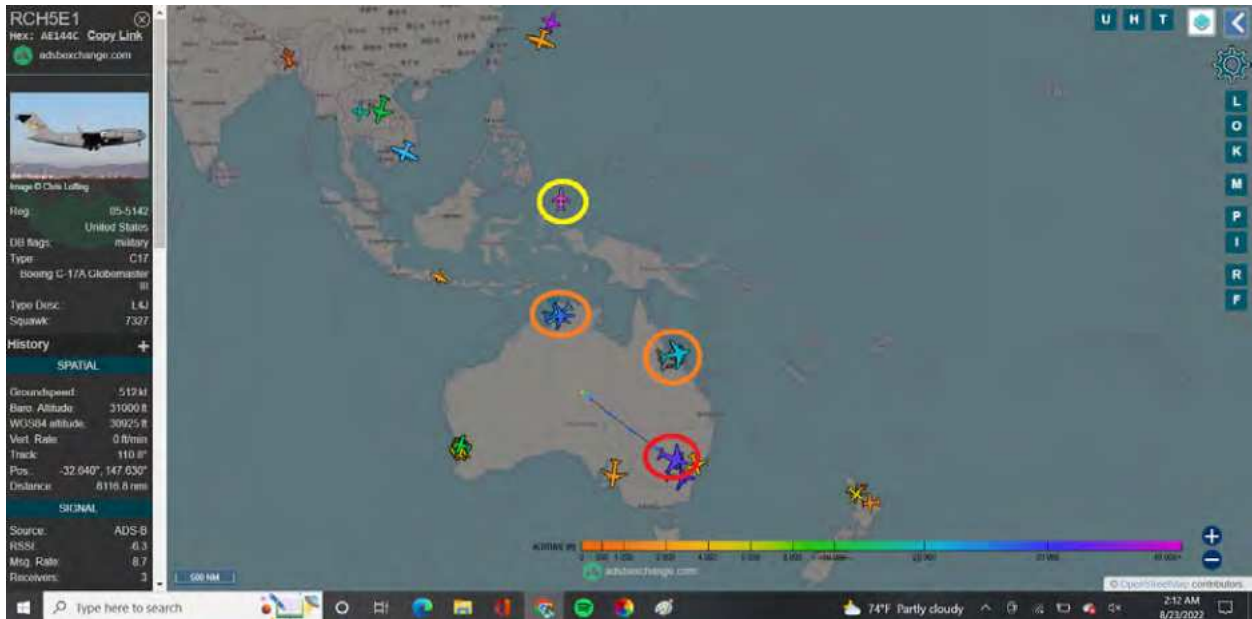 RCH5E1
Hex: AE144C Copy Link
adsbexchange.com
Image © Chris Lofting
Reg.: 05-5142
United States
DB flags: military
Type: C17
Boeing C-17A Globemaster
III
Type Desc.: L4J
Squawk: 7327
History +
SPATIAL
Groundspeed: 512 kt
Baro. Altitude: 31000 ft
WGS84 altitude: 30925 ft
Vert. Rate: 0 ft/min
Track: 110.8°
Pos.: -32.640°, 147.630°
Distance: 8116.8 nmi
SIGNAL
Source: ADS-B
RSSI: -6.3
Msg. Rate: 8.7
Receivers: 3
U H T
L
O
K
M
P
I
R
F
500 NM
adsbexchange.com
© OpenStreetMap contributors
Type here to search
74°F Partly cloudy
2:12 AM
8/23/2022